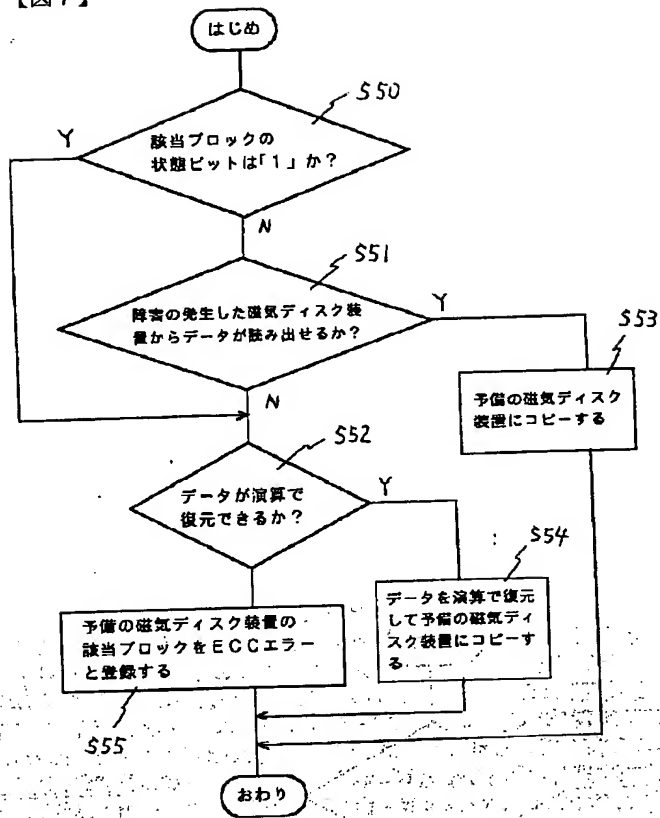 【図7】
はじめ
S50
Y
該当ブロックの
状態ビットは「1」か?
N
S51
障害の発生した磁気ディスク装
置からデータが読み出せるか?
Y
S53
予備の磁気ディスク
装置にコピーする
N
S52
データが演算で
復元できるか?
Y
S54
データを演算で復元
して予備の磁気ディ
スク装置にコピーす
る
予備の磁気ディスク装置の
該当ブロックをECCエラー
と登録する
S55
おわり